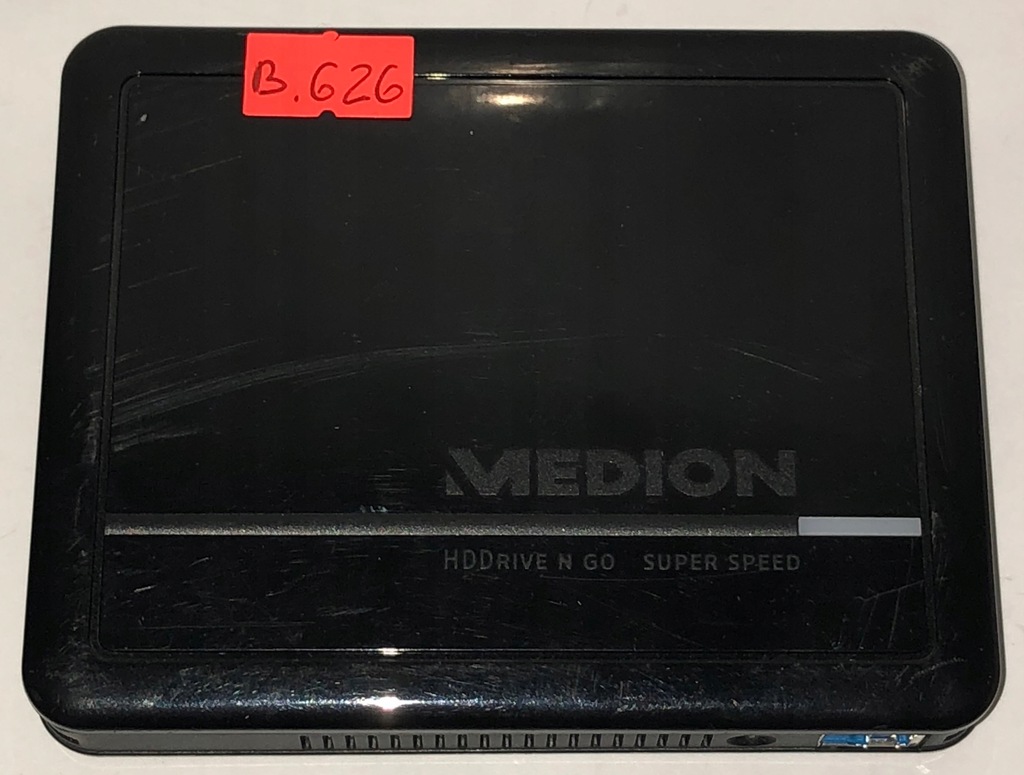 B.626
MEDION
HDDRIVE N GO SUPER SPEED